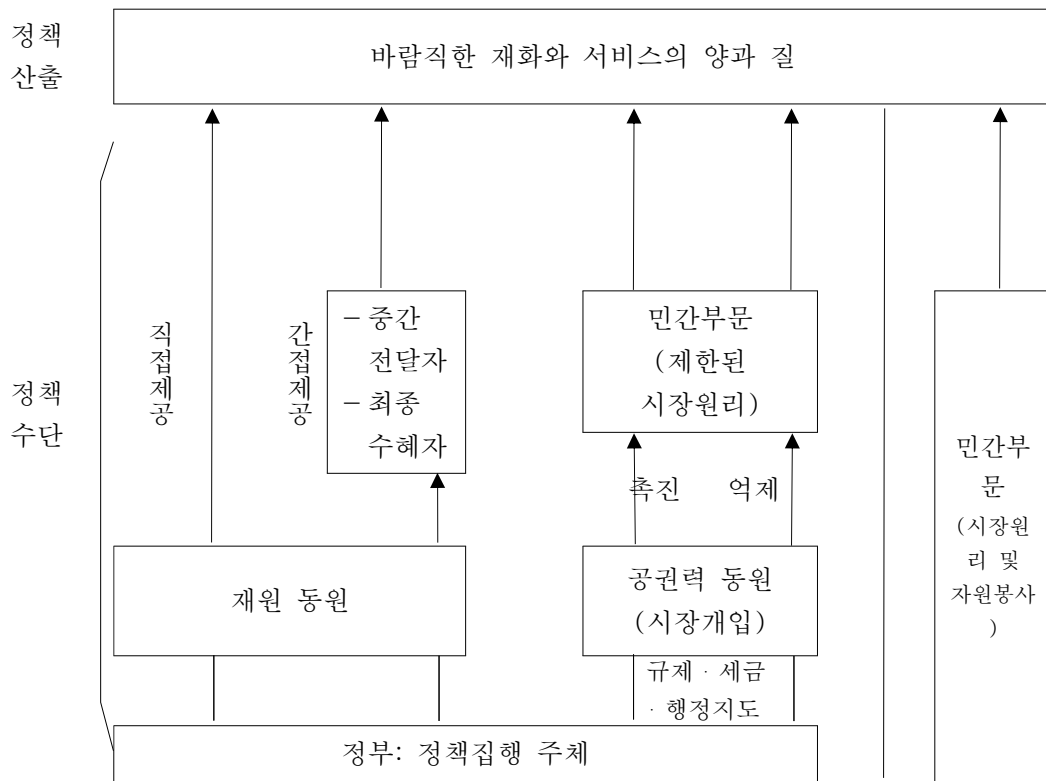 정책
산출
바람직한 재화와 서비스의 양과 질
정책
수단
직접제공
간접제공
– 중간
전달자
– 최종
수혜자
민간부문
(제한된
시장원리)
촉진 억제
재원 동원
공권력 동원
(시장개입)
규제 · 세금
· 행정지도
정부: 정책집행 주체
민간부
문
(시장원
리 및
자원봉사
)